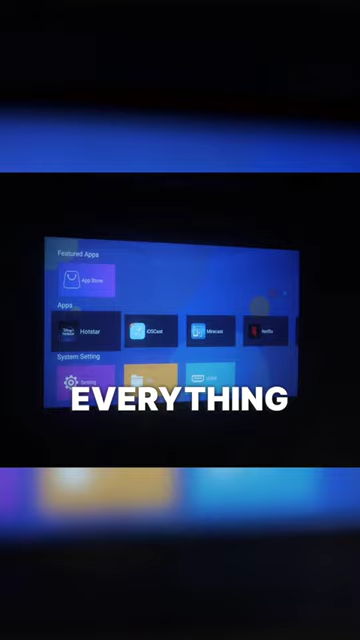 Featured Apps
App Store
Apps
Hotstar
iOSCast
Miracast
Netflix
System Setting
Setting
EVERYTHING